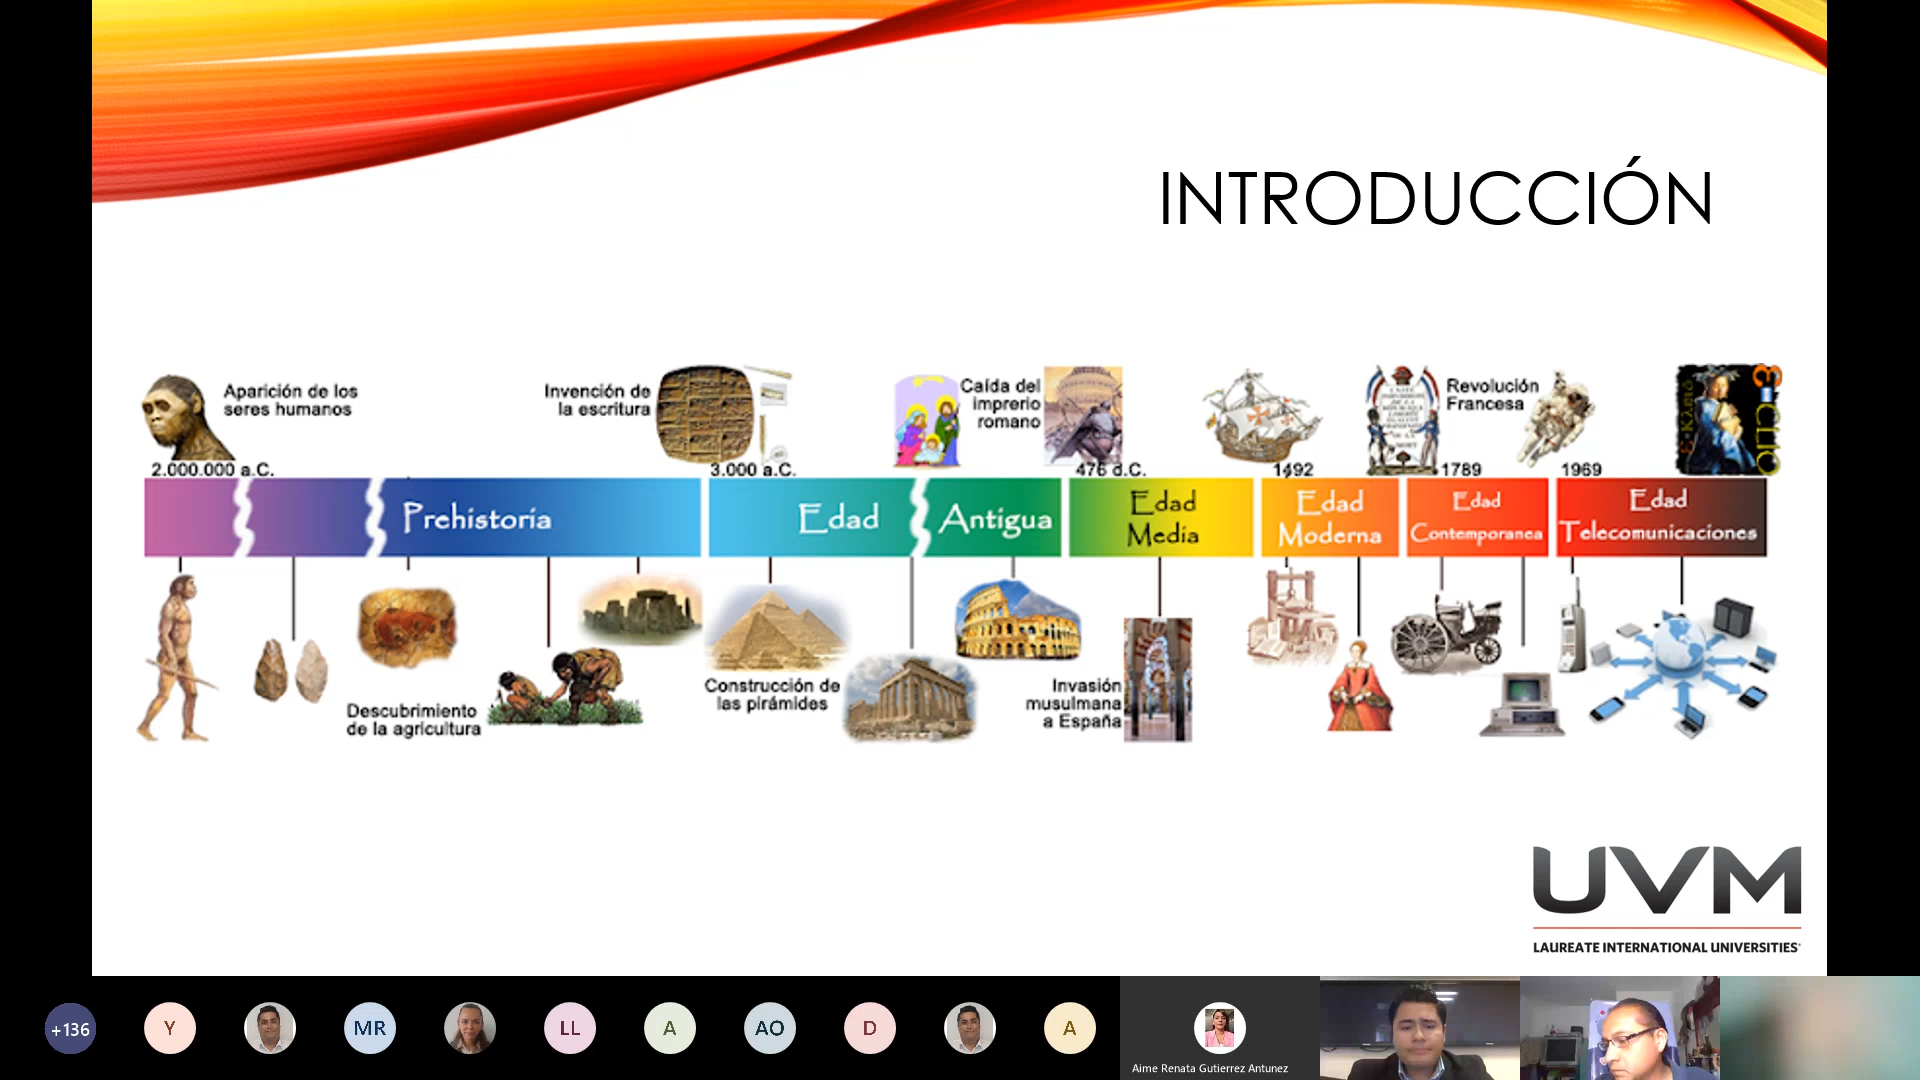 INTRODUCCIÓN
Aparición de los
seres humanos
Invención de
la escritura
Caída del
imprerio
romano
Revolución
Francesa
2.000.000 a.C.
3.000 a.C.
476 d.C.
1492
1789
1969
Prehistoria
Edad Antigua
Edad
Media
Edad
Moderna
Edad
Contemporanea
Edad
Telecomunicaciones
Descubrimiento
de la agricultura
Construcción de
las pirámides
Invasión
musulmana
a España
UVM
LAUREATE INTERNATIONAL UNIVERSITIES
+136
Y
MR
LL
A
AO
D
A
Aime Renata Gutierrez Antunez